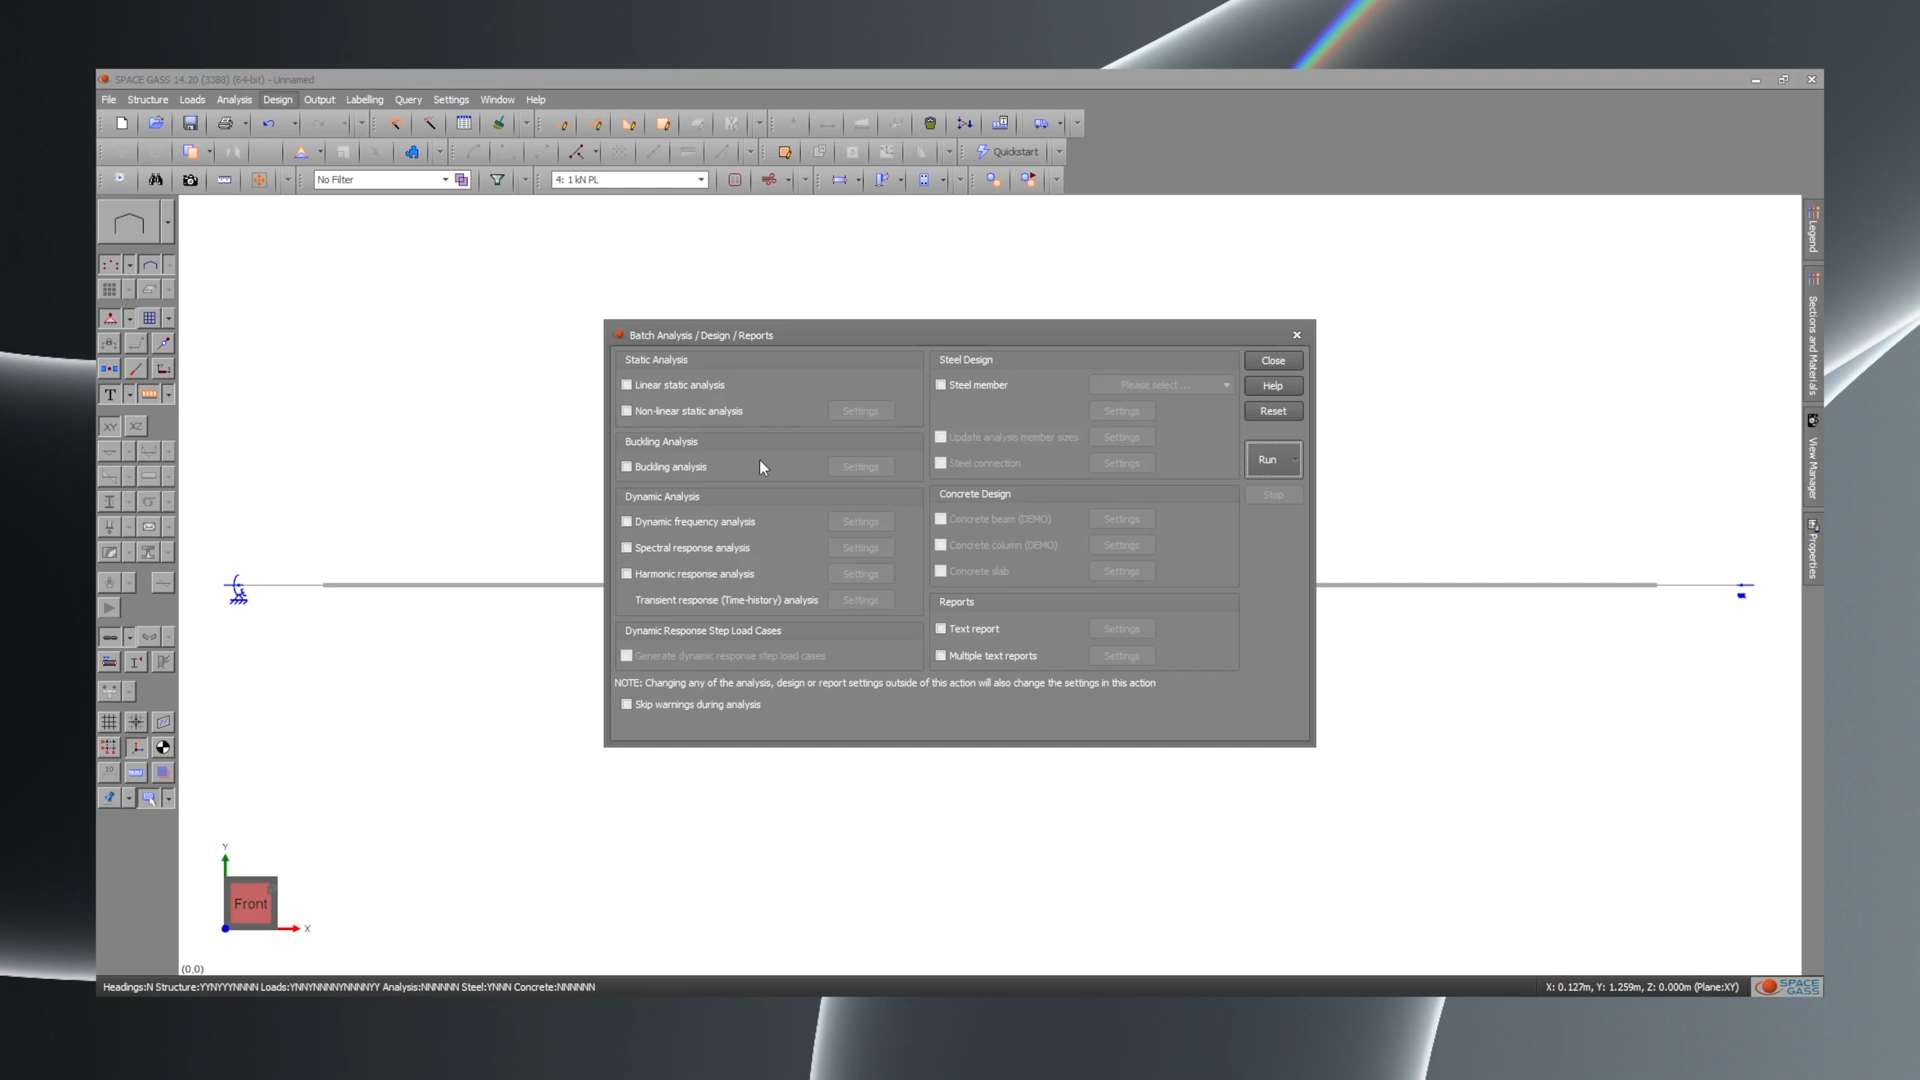 SPACE GASS 14.20 (3388) (64-bit) - Unnamed
File Structure Loads Analysis Design Output Labelling Query Settings Window Help
Quickstart
No Filter
4: 1 kN PL
Legend
Sections and Materials
View Manager
Properties
T
XY XZ
10
Batch Analysis / Design / Reports
Static Analysis
Linear static analysis
Non-linear static analysis Settings
Buckling Analysis
Buckling analysis Settings
Dynamic Analysis
Dynamic frequency analysis Settings
Spectral response analysis Settings
Harmonic response analysis Settings
Transient response (Time-history) analysis Settings
Dynamic Response Step Load Cases
Generate dynamic response step load cases
Steel Design
Steel member Please select ...
Settings
Update analysis member sizes Settings
Steel connection Settings
Concrete Design
Concrete beam (DEMO) Settings
Concrete column (DEMO) Settings
Concrete slab Settings
Reports
Text report Settings
Multiple text reports Settings
Close
Help
Reset
Run
Stop
NOTE: Changing any of the analysis, design or report settings outside of this action will also change the settings in this action
Skip warnings during analysis
Y
Front
X
(0,0)
Headings:N Structure:YYNYYYNNNN Loads:YNNYNNNNYNNNNYY Analysis:NNNNNN Steel:YNNN Concrete:NNNNNN
X: 0.127m, Y: 1.259m, Z: 0.000m (Plane:XY)
SPACE
GASS